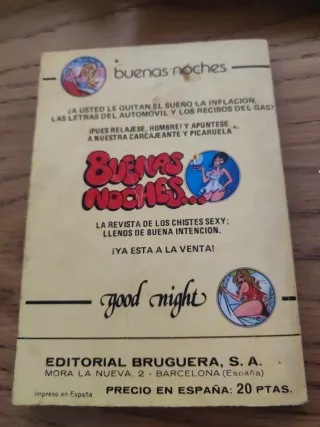 buenas noches
¿A USTED LE QUITAN EL SUEÑO LA INFLACION,
LAS LETRAS DEL AUTOMÓVIL Y LOS RECIBOS DEL GAS?
¡PUES RELAJESE, HOMBRE! Y APUNTESE
A NUESTRA CARCAJEANTE Y PICARUELA
BUENAS
NOCHES...
LA REVISTA DE LOS CHISTES SEXY;
LLENOS DE BUENA INTENCION.
¡YA ESTA A LA VENTA!
good night
EDITORIAL BRUGUERA, S. A.
MORA LA NUEVA, 2 - BARCELONA (España)
Impreso en España
PRECIO EN ESPAÑA: 20 PTAS.